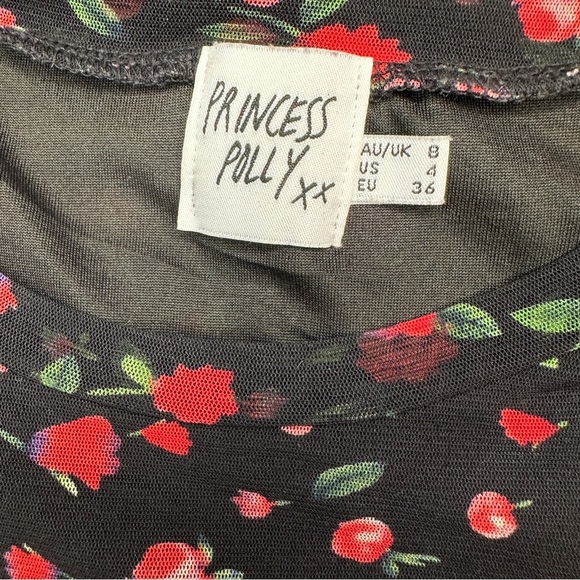 PRINCESS
POLLY xx
AU/UK 8
US 4
EU 36